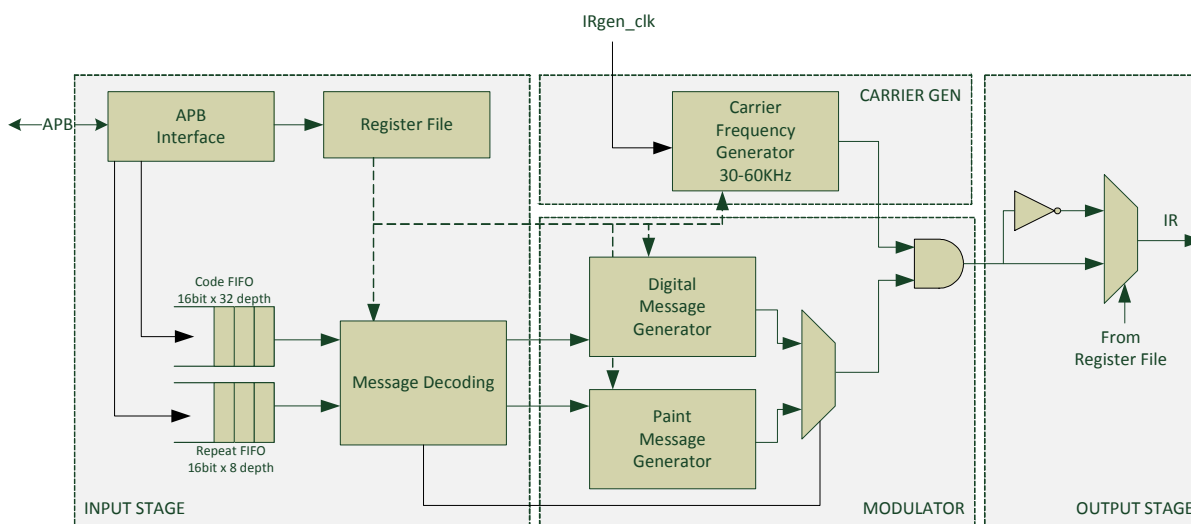 IRgen_clk
APB
APB
Interface
Register File
Carrier
Frequency
Generator
30-60KHz
CARRIER GEN
Code FIFO
16bit x 32 depth
Repeat FIFO
16bit x 8 depth
Message Decoding
INPUT STAGE
Digital
Message
Generator
Paint
Message
Generator
MODULATOR
IR
From
Register File
OUTPUT STAGE